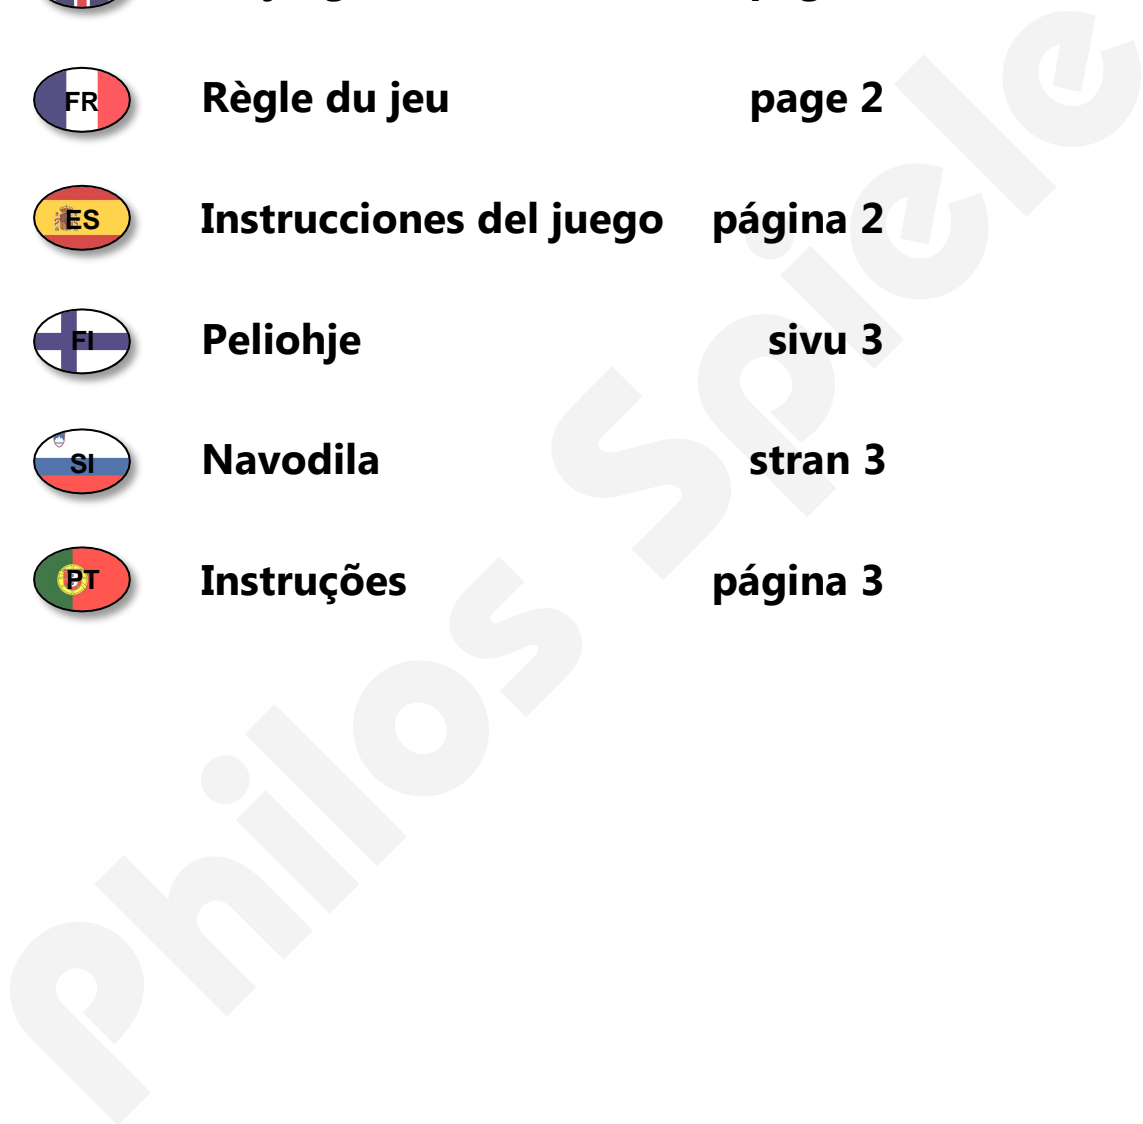 FR Règle du jeu page 2
ES Instrucciones del juego página 2
FI Peliohje sivu 3
SI Navodila stran 3
PT Instruções página 3
Philos Spiele